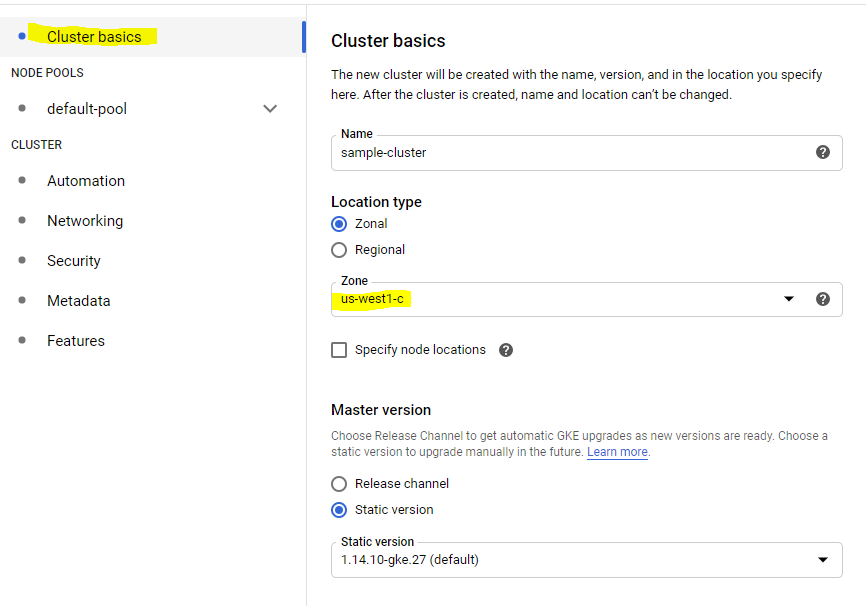 Cluster basics
NODE POOLS
default-pool
CLUSTER
Automation
Networking
Security
Metadata
Features
Cluster basics
The new cluster will be created with the name, version, and in the location you specify
here. After the cluster is created, name and location can't be changed.
Name
sample-cluster
Location type
Zonal
Regional
Zone
us-west1-c
Specify node locations
Master version
Choose Release Channel to get automatic GKE upgrades as new versions are ready. Choose a
static version to upgrade manually in the future. Learn more.
Release channel
Static version
Static version
1.14.10-gke.27 (default)